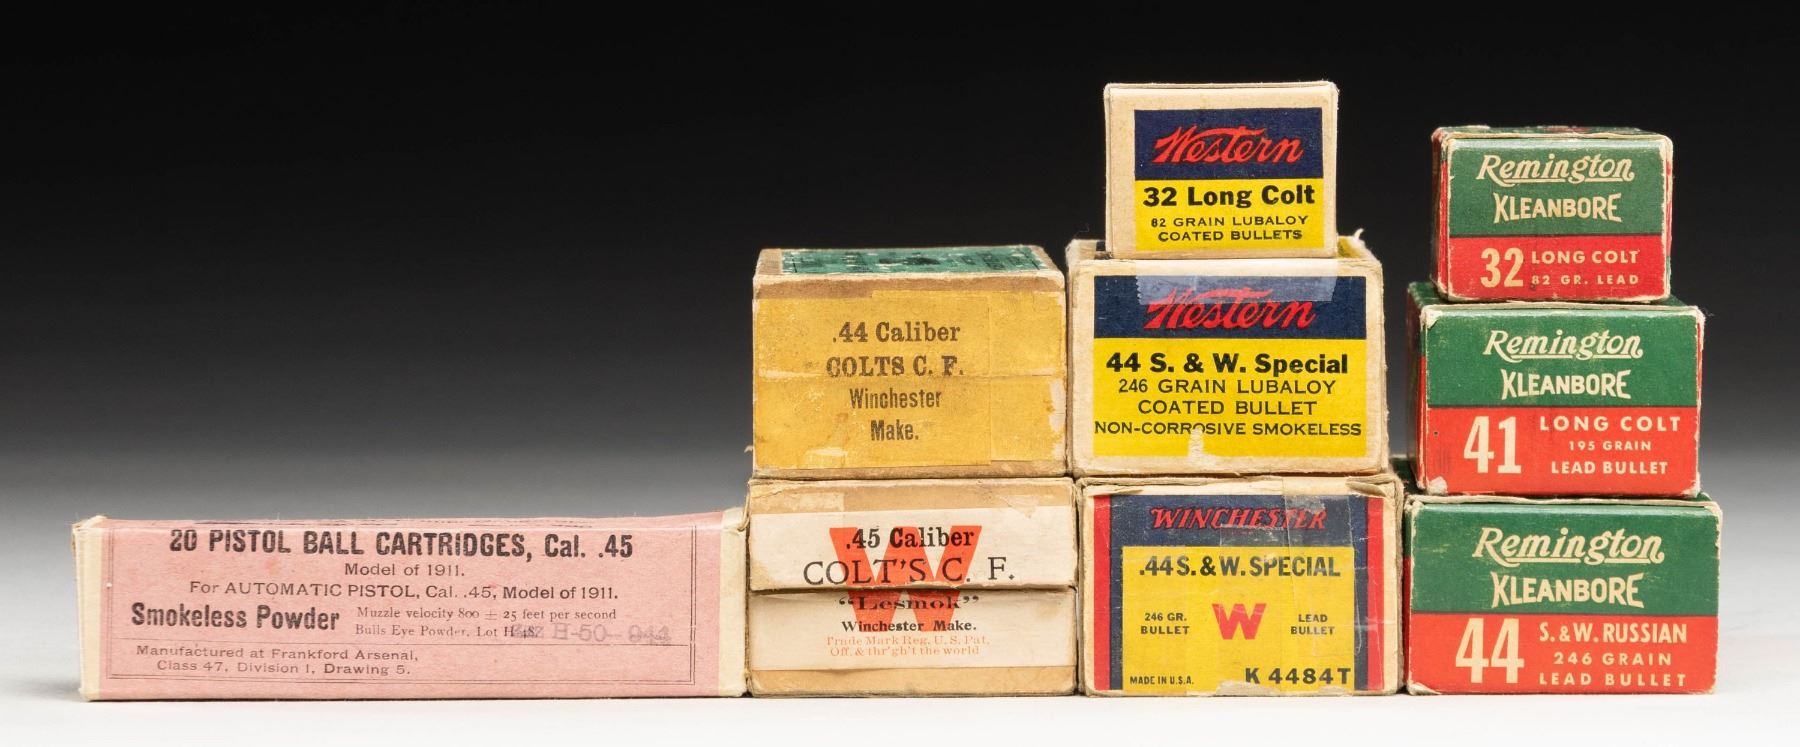 20 PISTOL BALL CARTRIDGES, Cal. .45
Model of 1911.
For AUTOMATIC PISTOL, Cal. .45, Model of 1911.
Smokeless Powder
Muzzle velocity 800 ± 25 feet per second
Bulls Eye Powder, Lot
Manufactured at Frankford Arsenal,
Class 47, Division 1, Drawing 5.
.44 Caliber
COLTS C. F.
Winchester
Make.
.45 Caliber
COLT'S C. F.
"Lesmok"
Winchester Make.
Trade Mark Reg. U. S. Pat.
Off. & thr'gh't the world
Western
32 Long Colt
82 GRAIN LUBALOY
COATED BULLETS
Western
44 S. & W. Special
246 GRAIN LUBALOY
COATED BULLET
NON-CORROSIVE SMOKELESS
WINCHESTER
.44 S. & W. SPECIAL
246 GR.
BULLET
W
LEAD
BULLET
MADE IN U.S.A.
K 4484T
Remington
KLEANBORE
32 LONG COLT
82 GR. LEAD
Remington
KLEANBORE
41 LONG COLT
195 GRAIN
LEAD BULLET
Remington
KLEANBORE
44 S. & W. RUSSIAN
246 GRAIN
LEAD BULLET